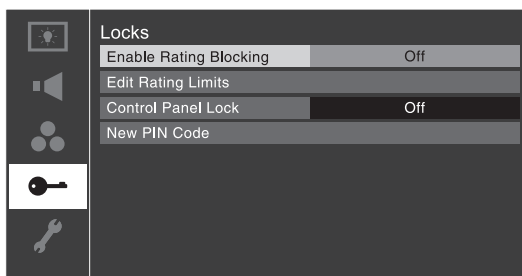 Locks
Enable Rating Blocking Off
Edit Rating Limits
Control Panel Lock Off
New PIN Code